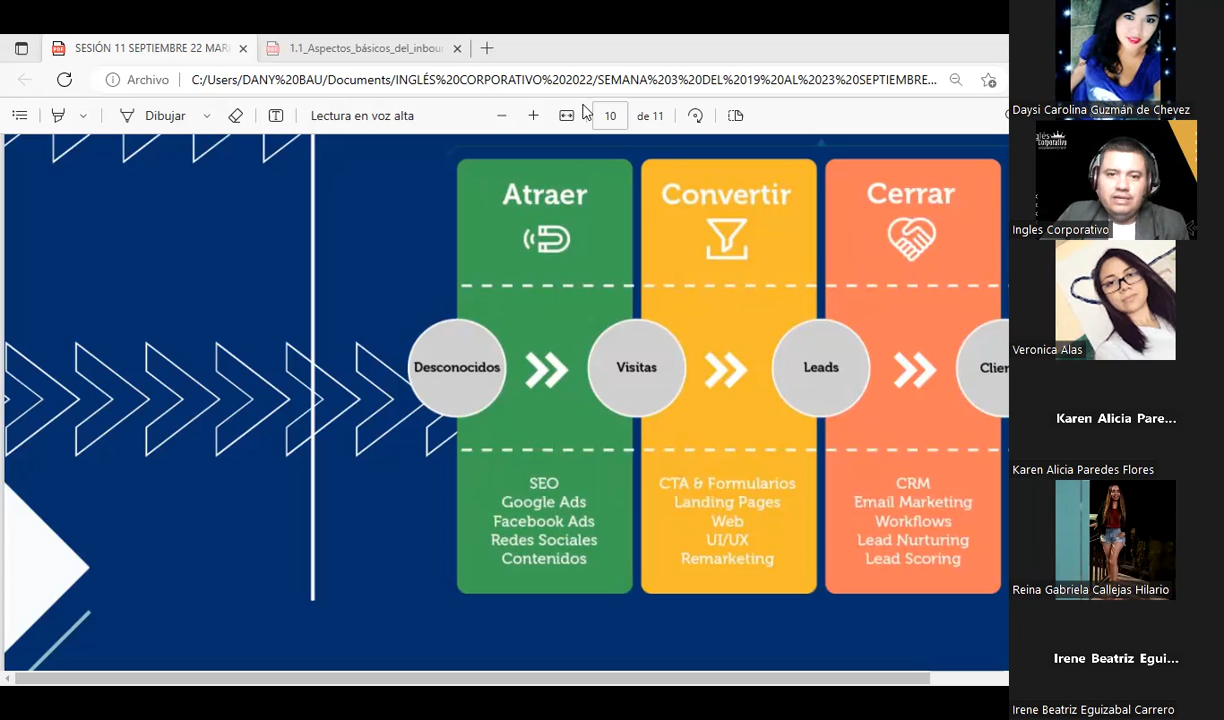 SESIÓN 11 SEPTIEMBRE 22 MAR
1.1_Aspectos_básicos_del_inbou
Archivo
C:/Users/DANY%20BAU/Documents/INGLÉS%20CORPORATIVO%202022/SEMANA%203%20DEL%2019%20AL%2023%20SEPTIEMBRE...
Dibujar
Lectura en voz alta
10
de 11
Atraer
Convertir
Cerrar
Desconocidos
Visitas
Leads
Clien
SEO
Google Ads
Facebook Ads
Redes Sociales
Contenidos
CTA & Formularios
Landing Pages
Web
UI/UX
Remarketing
CRM
Email Marketing
Workflows
Lead Nurturing
Lead Scoring
Daysi Carolina Guzmán de Chevez
glés
corporativo
Ingles Corporativo
Veronica Alas
Karen Alicia Pare...
Karen Alicia Paredes Flores
Reina Gabriela Callejas Hilario
Irene Beatriz Egui...
Irene Beatriz Eguizabal Carrero